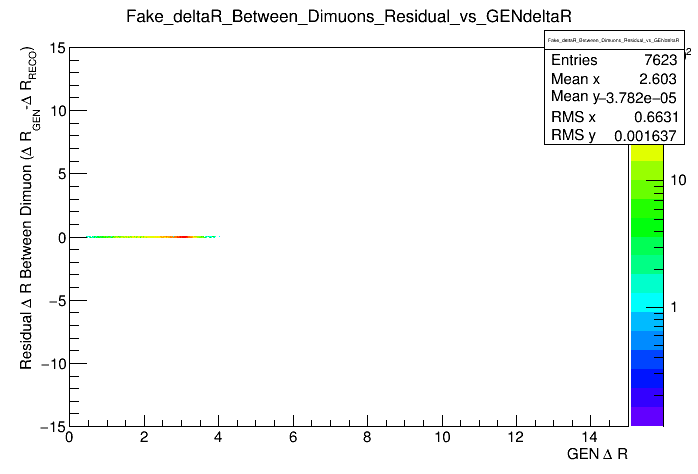 Fake_deltaR_Between_Dimuons_Residual_vs_GENdeltaR
Fake_deltaR_Between_Dimuons_Residual_vs_GENdeltaR
Entries 7623
Mean x 2.603
Mean y −3.782e−05
RMS x 0.6631
RMS y 0.001637
Residual Δ R Between Dimuon (Δ R_GEN -Δ R_RECO)
15
10
5
0
−5
−10
−15
0 2 4 6 8 10 12 14
GEN Δ R
2
10
1